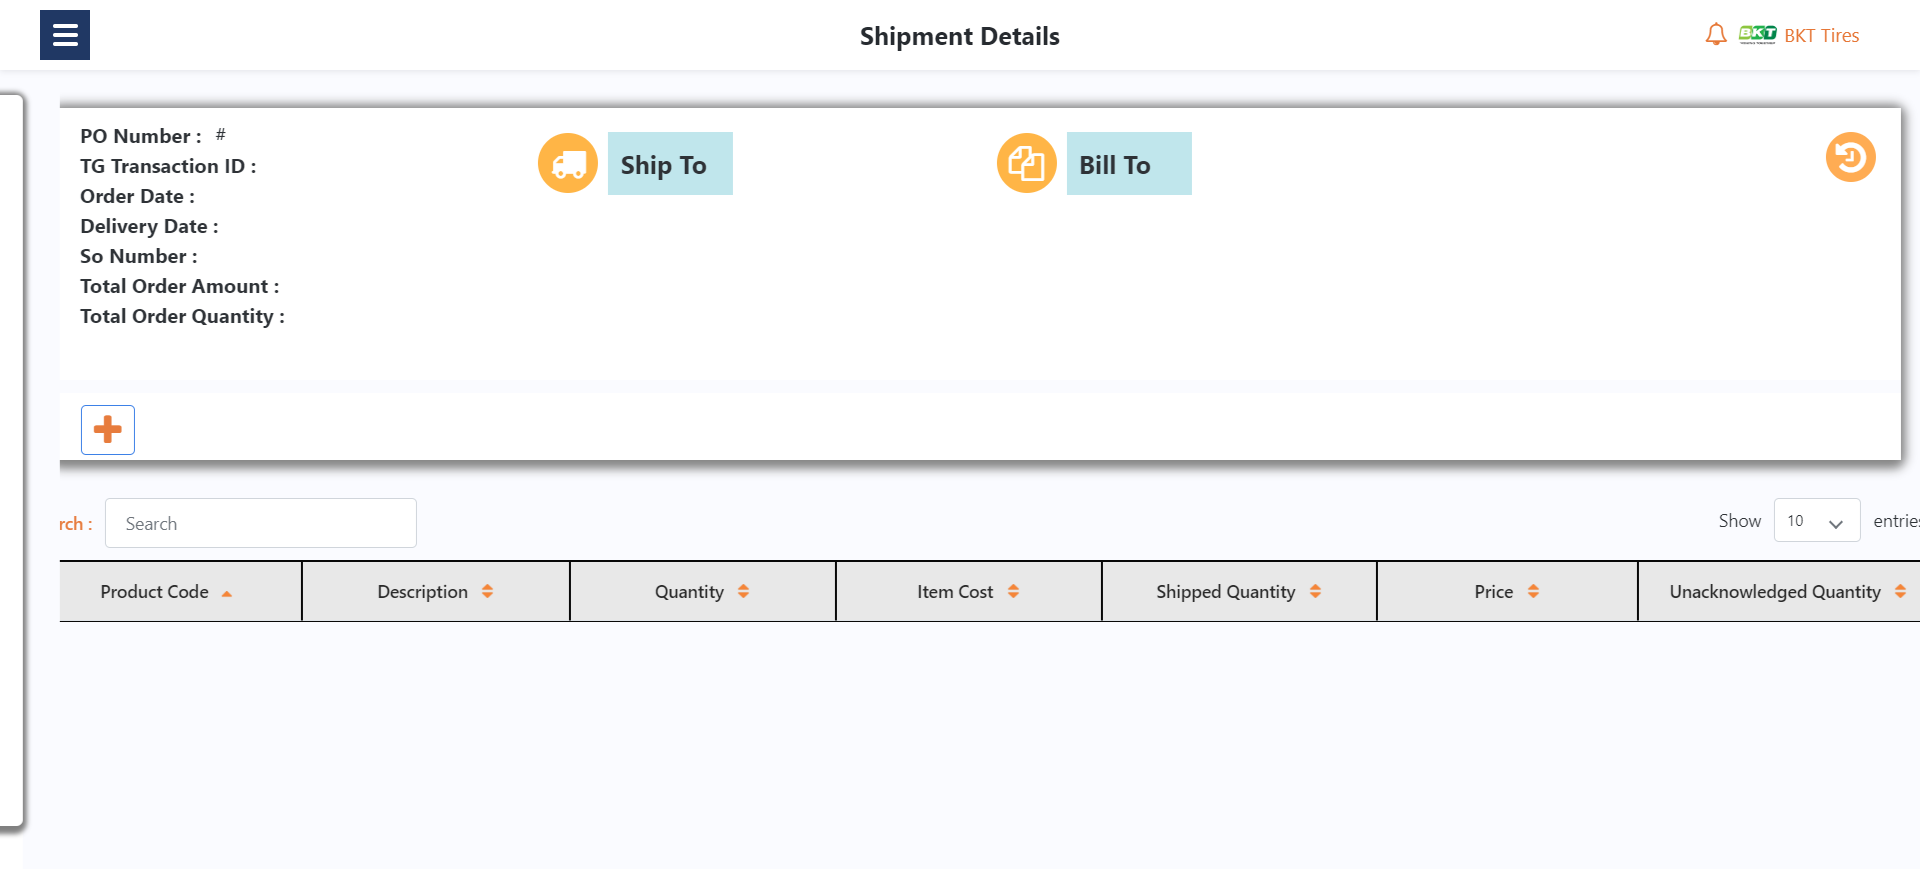 Shipment Details
BKT
BKT Tires
PO Number : #
TG Transaction ID :
Order Date :
Delivery Date :
So Number :
Total Order Amount :
Total Order Quantity :
Ship To
Bill To
rch :
Search
Show 10 entries
Product Code
Description
Quantity
Item Cost
Shipped Quantity
Price
Unacknowledged Quantity